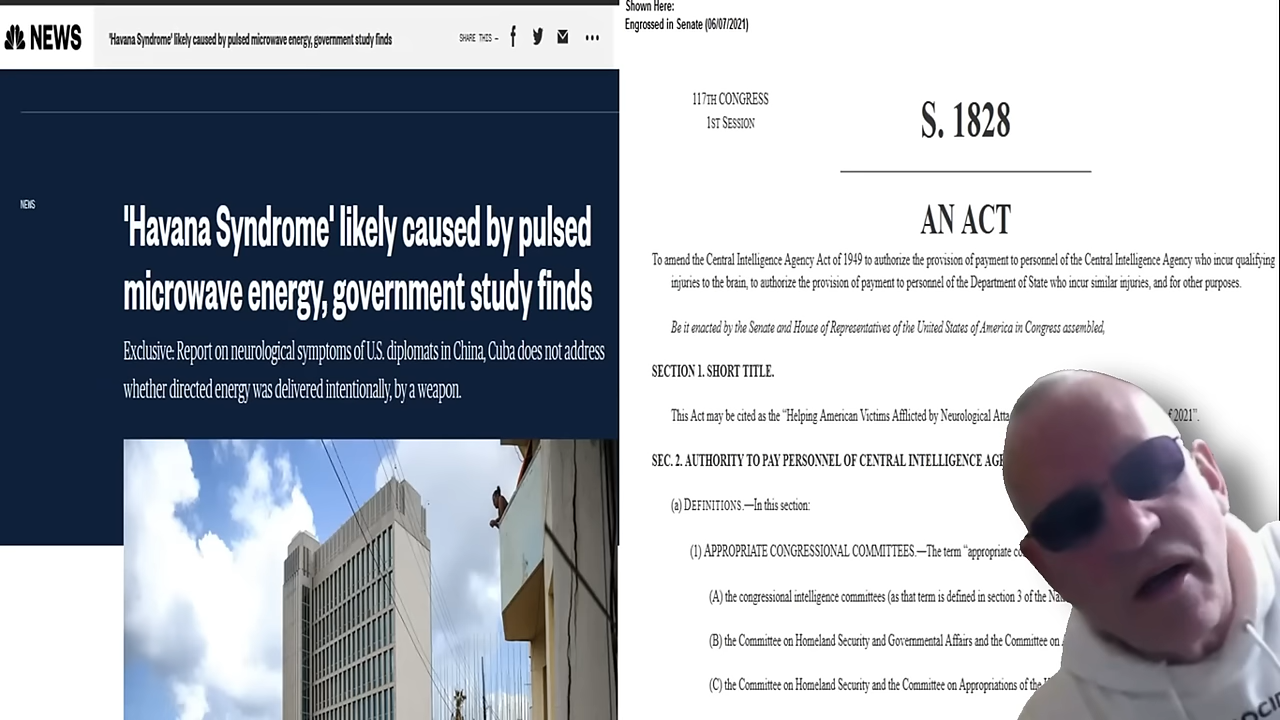 NEWS
'Havana Syndrome' likely caused by pulsed microwave energy, government study finds
SHARE THIS —
NEWS
'Havana Syndrome' likely caused by pulsed
microwave energy, government study finds
Exclusive: Report on neurological symptoms of U.S. diplomats in China, Cuba does not address
whether directed energy was delivered intentionally, by a weapon.
Shown Here:
Engrossed in Senate (06/07/2021)
117TH CONGRESS
1ST SESSION
S. 1828
AN ACT
To amend the Central Intelligence Agency Act of 1949 to authorize the provision of payment to personnel of the Central Intelligence Agency who incur qualifying
injuries to the brain, to authorize the provision of payment to personnel of the Department of State who incur similar injuries, and for other purposes.
Be it enacted by the Senate and House of Representatives of the United States of America in Congress assembled,
SECTION 1. SHORT TITLE.
This Act may be cited as the “Helping American Victims Afflicted by Neurological of 2021”.
SEC. 2. AUTHORITY TO PAY PERSONNEL OF CENTRAL INTELLIGENCE
(a) DEFINITIONS.—In this section:
(1) APPROPRIATE CONGRESSIONAL COMMITTEES.—The term “appropriate
(A) the congressional intelligence committees (as that term is defined in section 3 of the
(B) the Committee on Homeland Security and Governmental Affairs and the Committee on
(C) the Committee on Homeland Security and the Committee on Appropriations of the